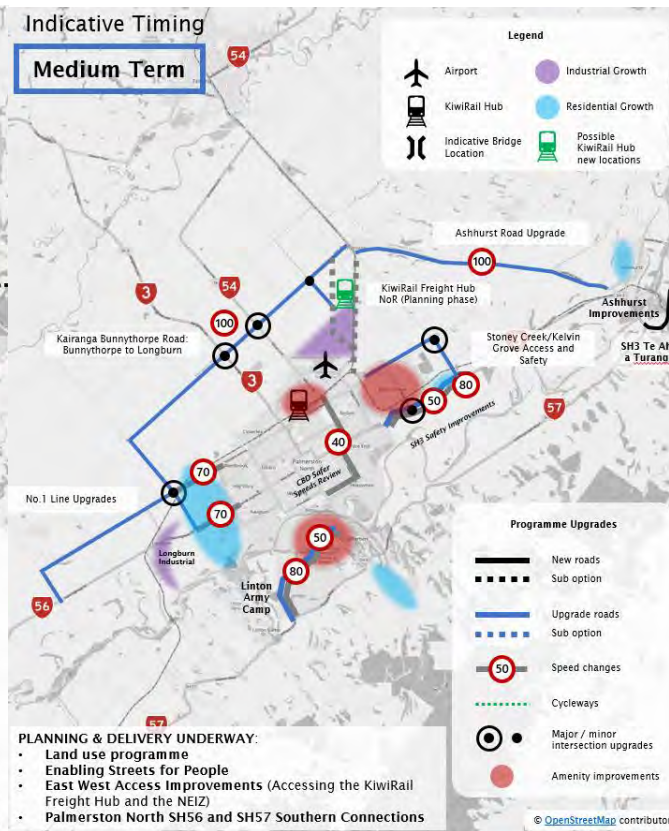 Indicative Timing
Medium Term
Legend
Airport
Industrial Growth
KiwiRail Hub
Residential Growth
Indicative Bridge
Location
Possible
KiwiRail Hub
new locations
54
Ashhurst Road Upgrade
100
3
54
100
KiwiRail Freight Hub
NoR (Planning phase)
Ashhurst
Improvements
Kairanga Bunnythorpe Road:
Bunnythorpe to Longburn
Stoney Creek/Kelvin
Grove Access and
Safety
SH3 Te Ah
a Turang
3
80
50
57
SH3 Safety Improvements
40
CBD Safer
Speeds Review
70
No.1 Line Upgrades
70
50
Longburn
Industrial
80
Linton
Army
Camp
56
57
Programme Upgrades
New roads
Sub option
Upgrade roads
Sub option
50
Speed changes
Cycleways
Major / minor
intersection upgrades
Amenity improvements
PLANNING & DELIVERY UNDERWAY:
• Land use programme
• Enabling Streets for People
• East West Access Improvements (Accessing the KiwiRail
Freight Hub and the NEIZ)
• Palmerston North SH56 and SH57 Southern Connections
© OpenStreetMap contributo